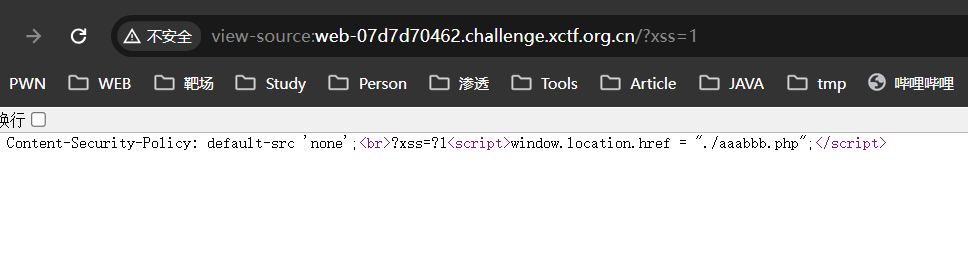 不安全 view-source:web-07d7d70462.challenge.xctf.org.cn/?xss=1
PWN WEB 靶场 Study Person 渗透 Tools Article JAVA tmp 哔哩哔哩
换行
Content-Security-Policy: default-src 'none';<br>?xss=?1<script>window.location.href = "./aaabbb.php";</script>